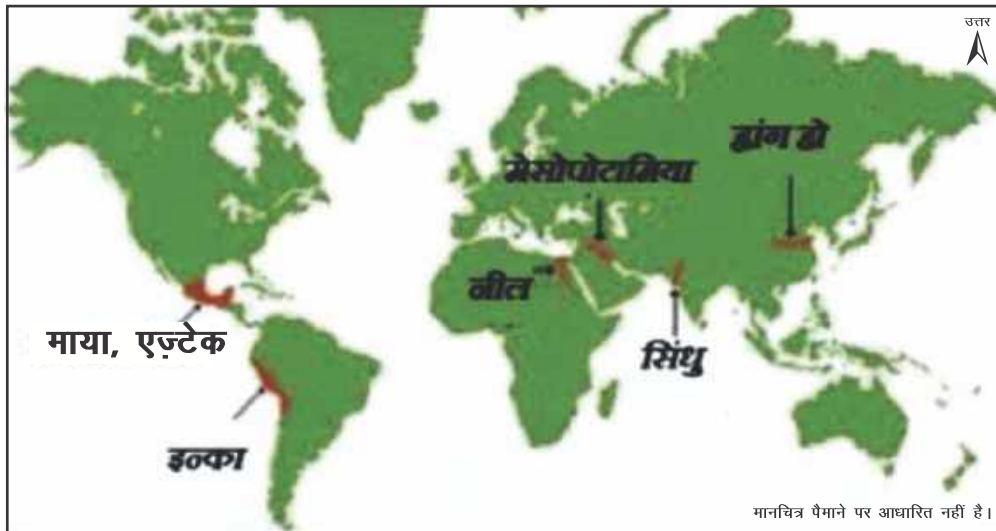 उत्तर
ह्वांग हो
मेसोपोटामिया
नील
सिंधु
माया, एज़्टेक
इन्का
मानचित्र पैमाने पर आधारित नहीं है।